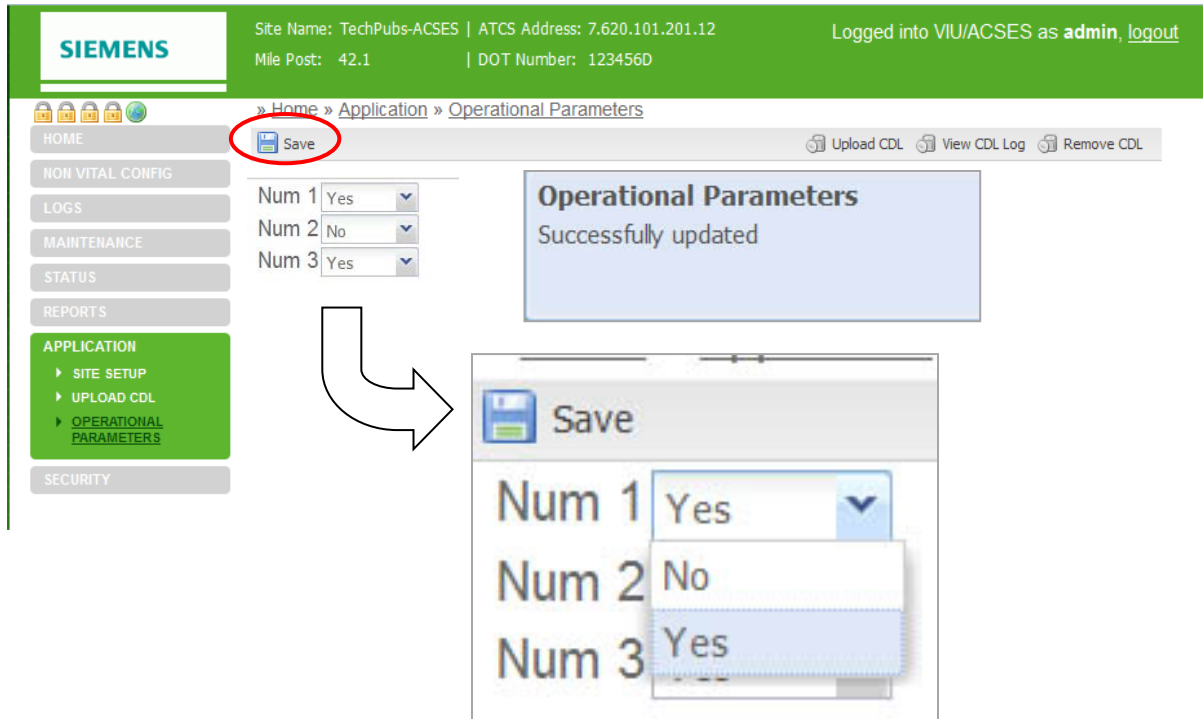 SIEMENS
Site Name: TechPubs-ACSES | ATCS Address: 7.620.101.201.12
Mile Post: 42.1 | DOT Number: 123456D
Logged into VIU/ACSES as admin, logout
» Home » Application » Operational Parameters
Save
Upload CDL View CDL Log Remove CDL
HOME
NON VITAL CONFIG
LOGS
MAINTENANCE
STATUS
REPORTS
APPLICATION
SITE SETUP
UPLOAD CDL
OPERATIONAL
PARAMETERS
SECURITY
Num 1 Yes
Num 2 No
Num 3 Yes
Operational Parameters
Successfully updated
Save
Num 1 Yes
Num 2 No
Num 3 Yes